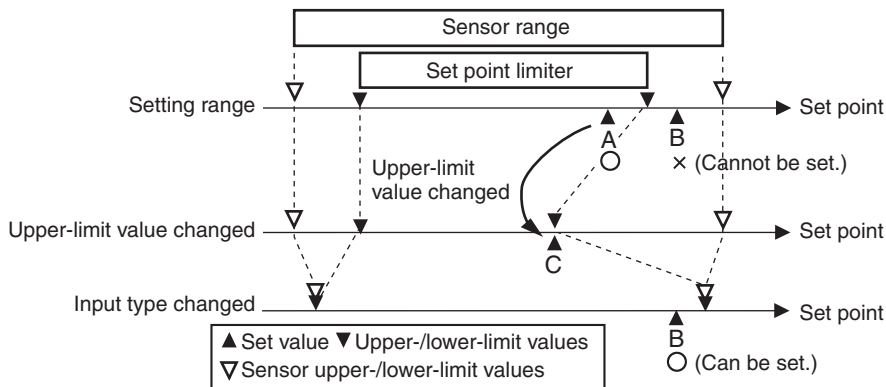 Sensor range
Set point limiter
Setting range
Set point
A
B
(Cannot be set.)
Upper-limit
value changed
Upper-limit value changed
Set point
C
Input type changed
Set point
B
(Can be set.)
▲ Set value ▼ Upper-/lower-limit values
▽ Sensor upper-/lower-limit values